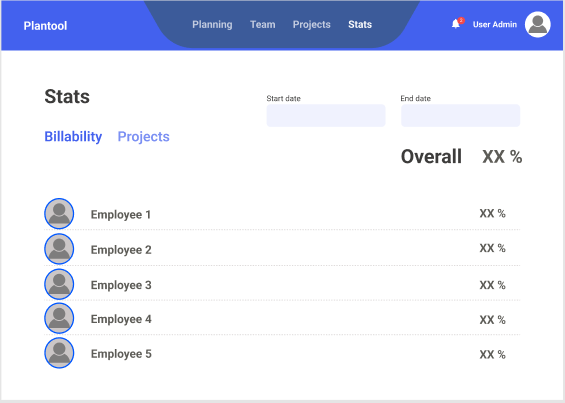 Plantool
Planning Team Projects Stats
User Admin
Stats
Start date
End date
Billability Projects
Overall XX %
Employee 1 XX %
Employee 2 XX %
Employee 3 XX %
Employee 4 XX %
Employee 5 XX %